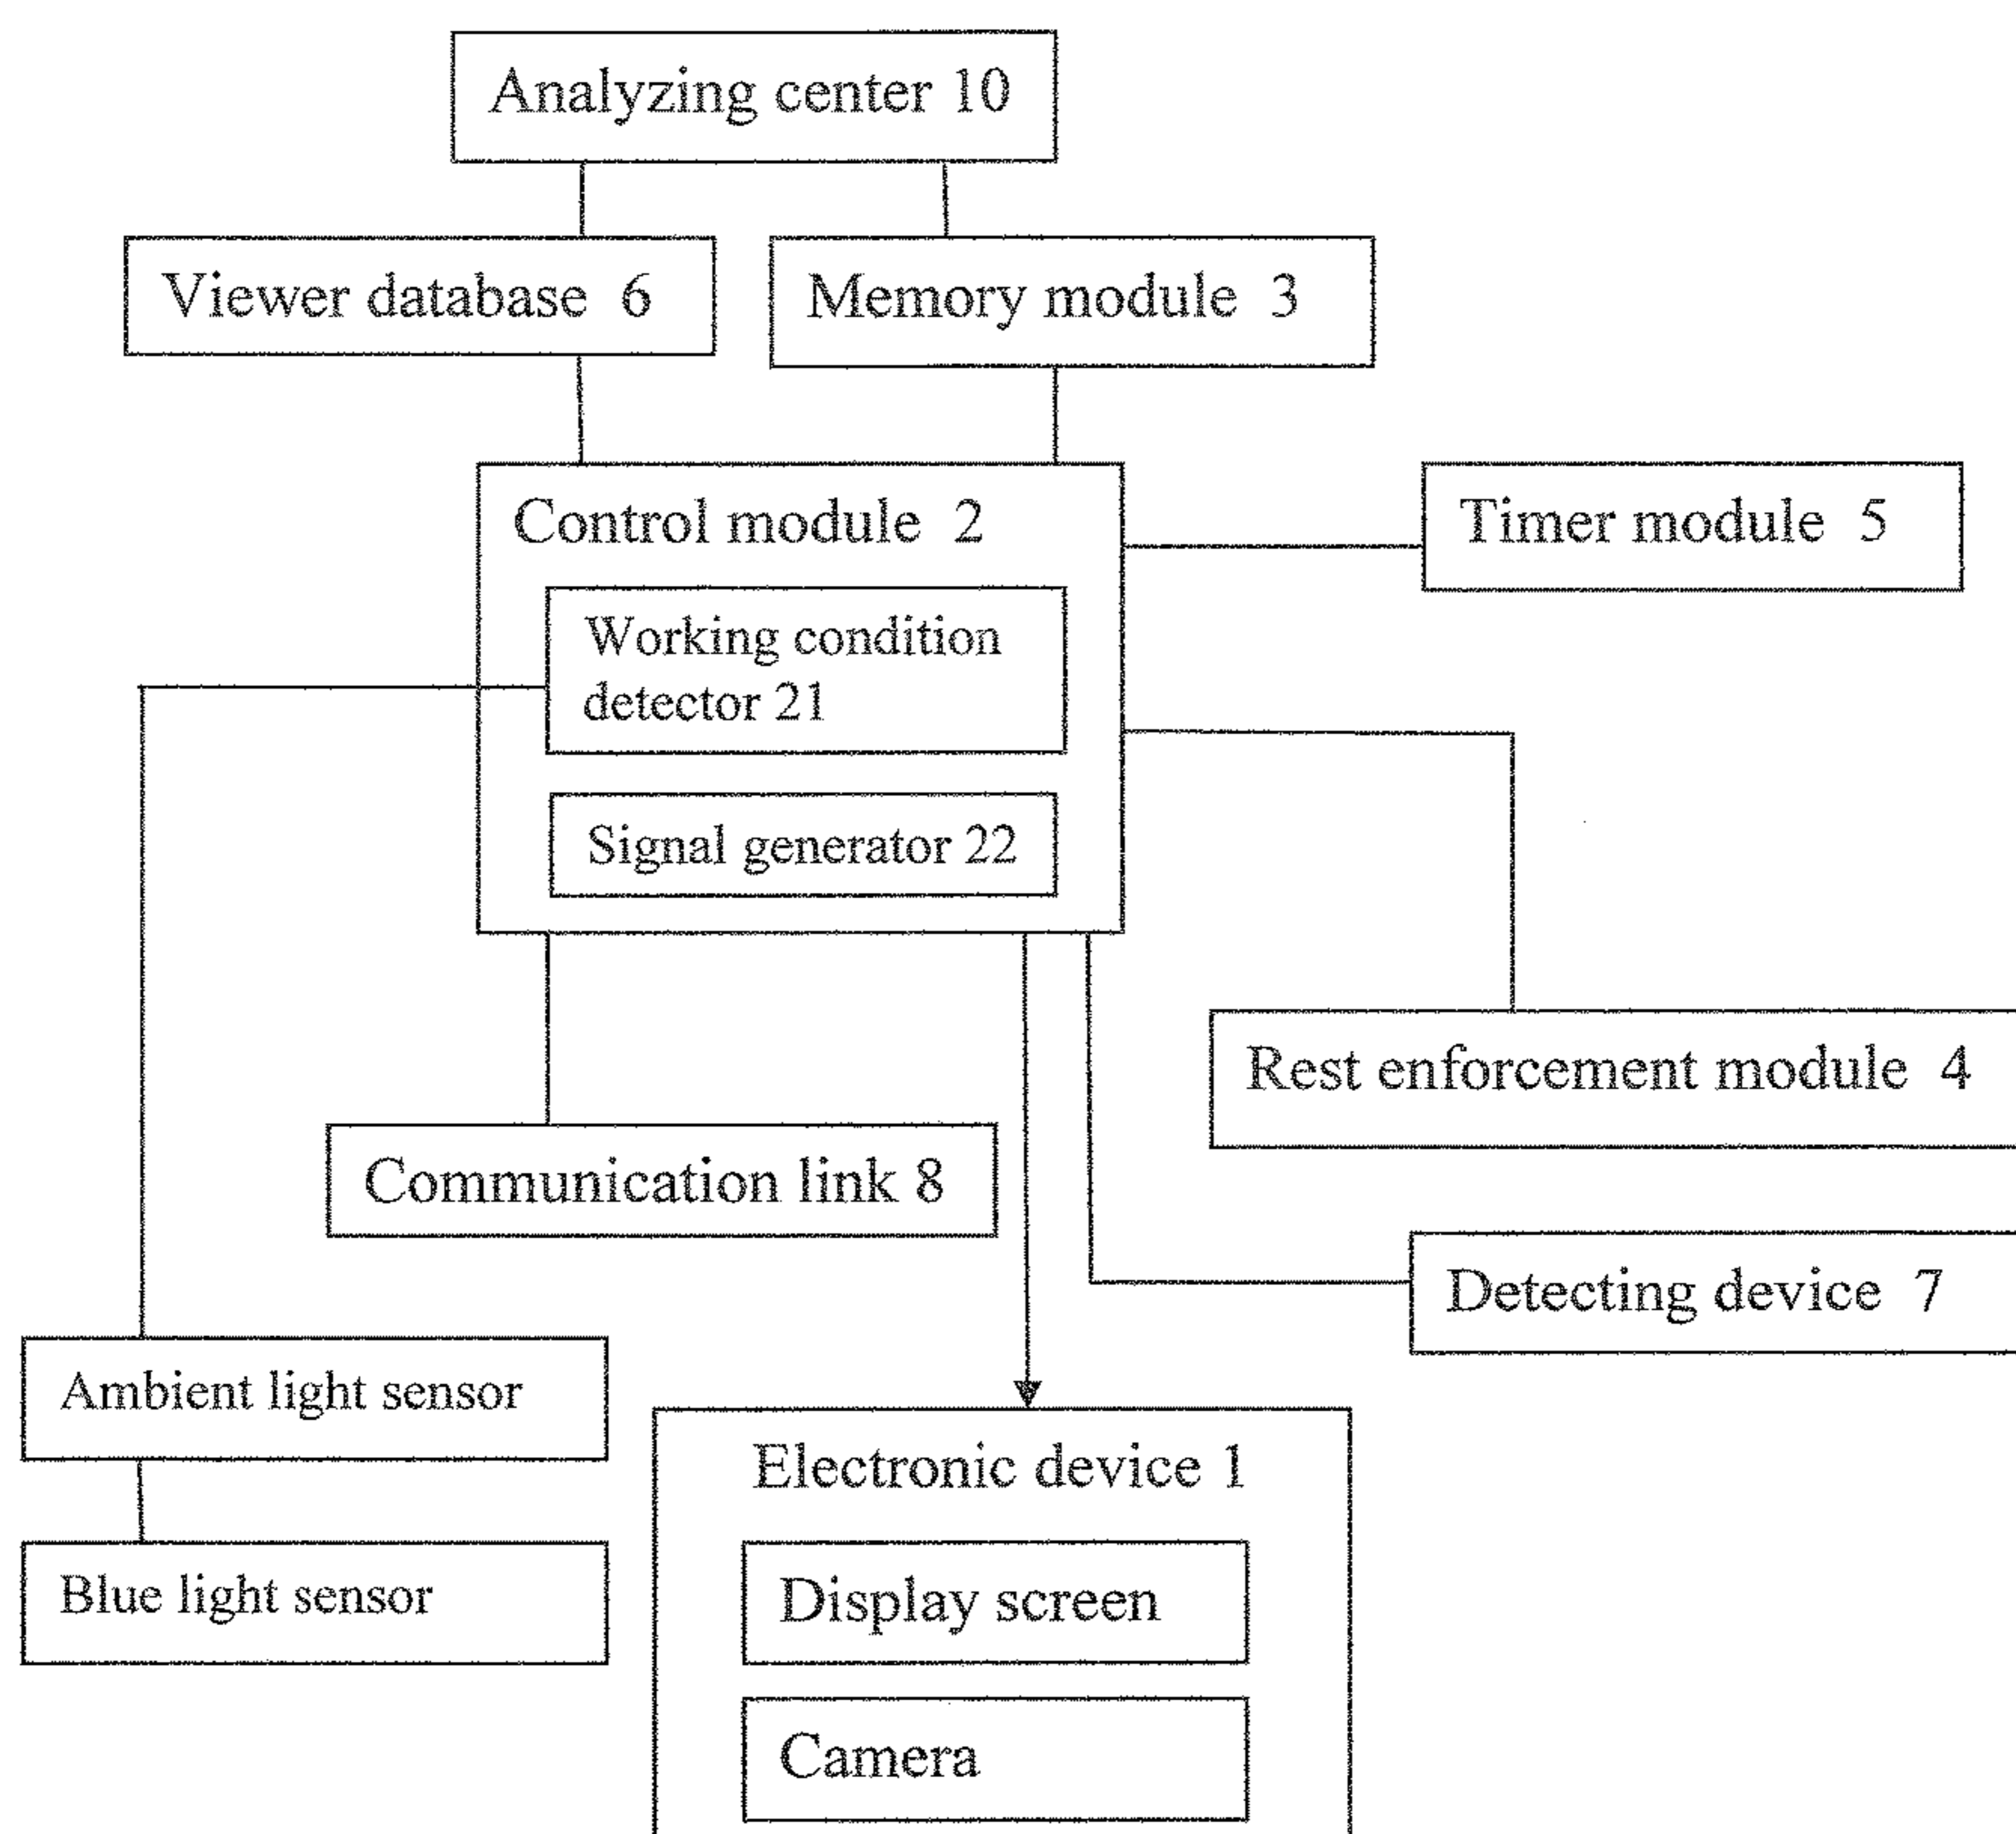 Analyzing center 10
Viewer database 6
Memory module 3
Control module 2
Timer module 5
Working condition
detector 21
Signal generator 22
Rest enforcement module 4
Communication link 8
Detecting device 7
Ambient light sensor
Electronic device 1
Blue light sensor
Display screen
Camera